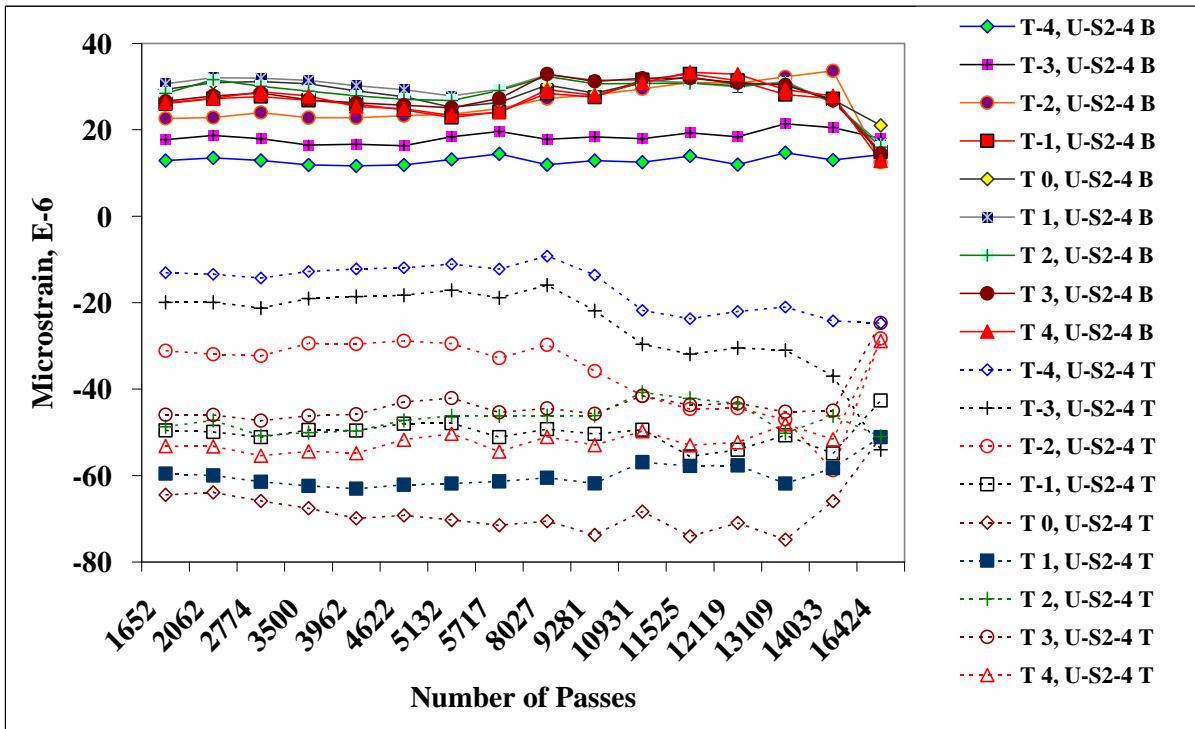 40
20
0
-20
-40
-60
-80
Microstrain, E-6
1652
2062
2774
3500
3962
4622
5132
5717
8027
9281
10931
11525
12119
13109
14033
16424
Number of Passes
T-4, U-S2-4 B
T-3, U-S2-4 B
T-2, U-S2-4 B
T-1, U-S2-4 B
T 0, U-S2-4 B
T 1, U-S2-4 B
T 2, U-S2-4 B
T 3, U-S2-4 B
T 4, U-S2-4 B
T-4, U-S2-4 T
T-3, U-S2-4 T
T-2, U-S2-4 T
T-1, U-S2-4 T
T 0, U-S2-4 T
T 1, U-S2-4 T
T 2, U-S2-4 T
T 3, U-S2-4 T
T 4, U-S2-4 T